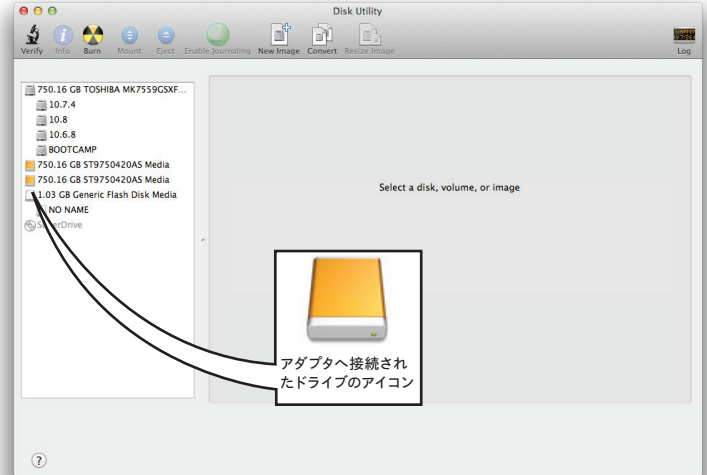 Disk Utility
Verify
Info
Burn
Mount
Eject
Enable Journaling
New Image
Convert
Resize Image
Log
750.16 GB TOSHIBA MK7559GSXF...
10.7.4
10.8
10.6.8
BOOTCAMP
750.16 GB ST9750420AS Media
750.16 GB ST9750420AS Media
1.03 GB Generic Flash Disk Media
NO NAME
Select a disk, volume, or image
アダプタへ接続され
たドライブのアイコン
?